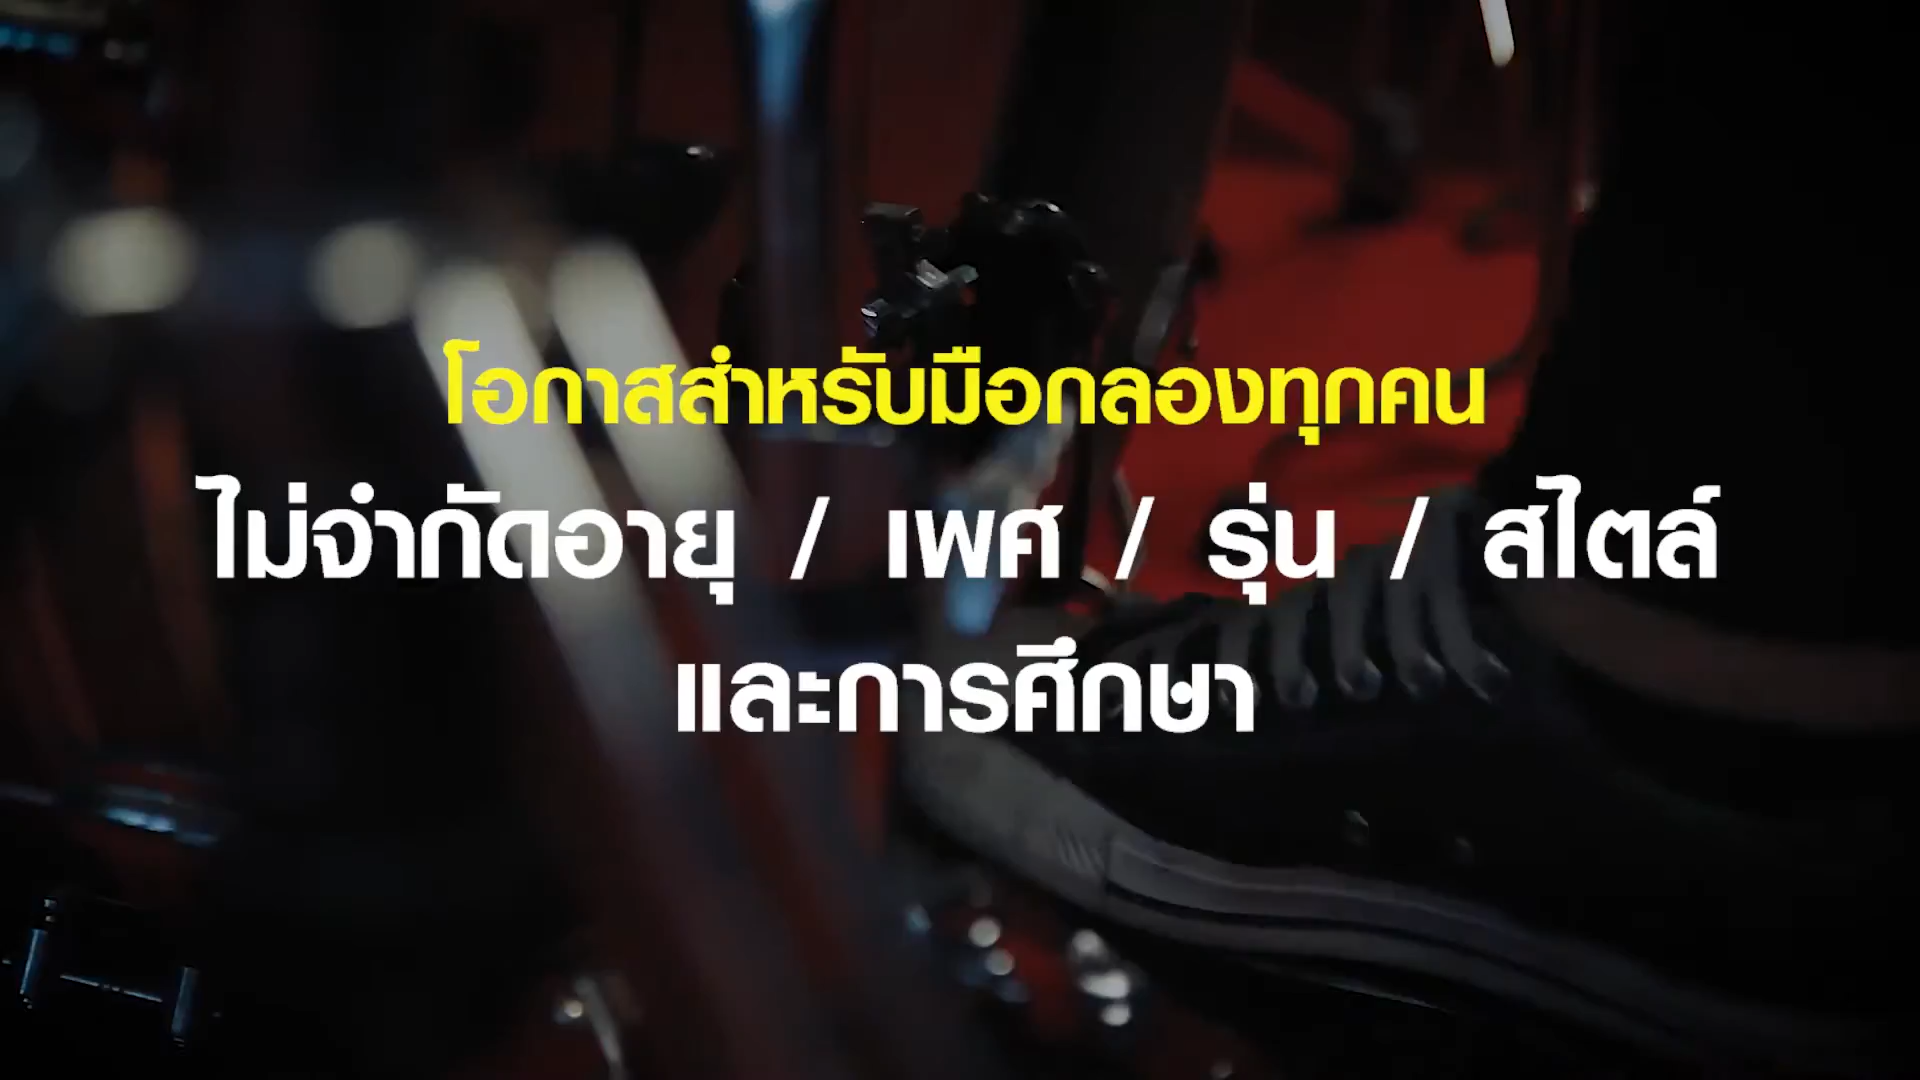 โอกาสสำหรับมือกลองทุกคน
ไม่จำกัดอายุ / เพศ / รุ่น / สไตล์
และการศึกษา